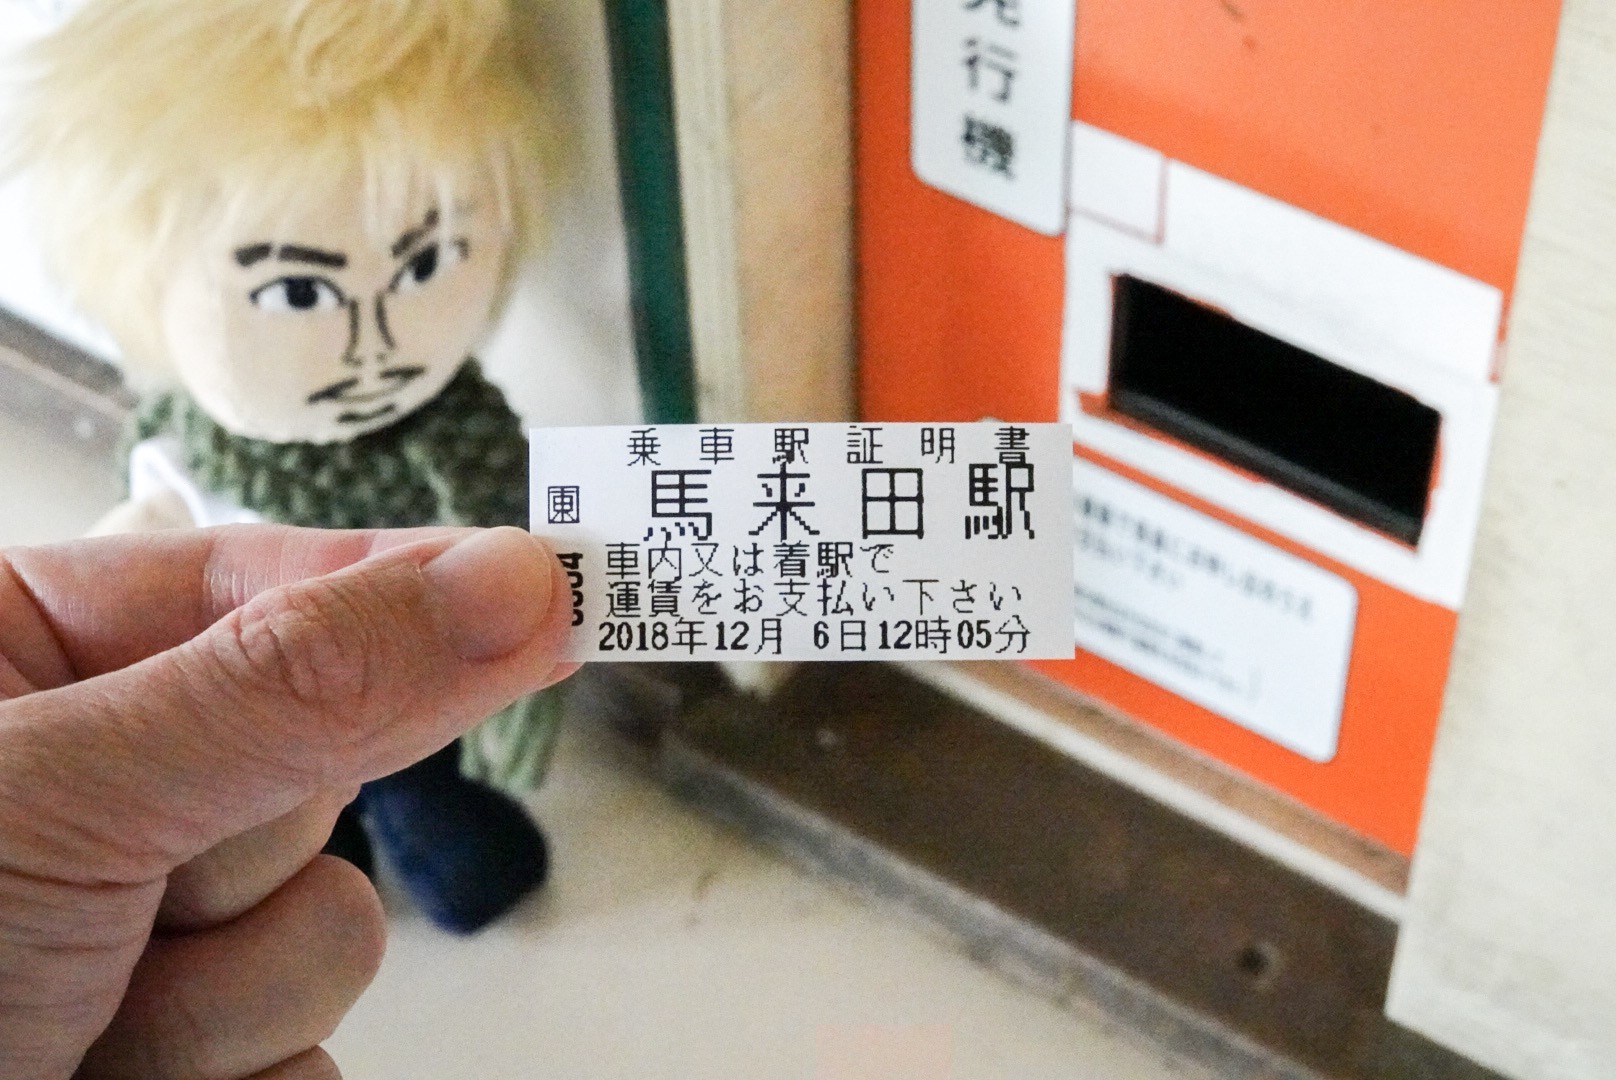 発行機
乗車駅証明書
東
馬来田駅
車内又は着駅で
運賃をお支払い下さい
2018年12月 6日12時05分